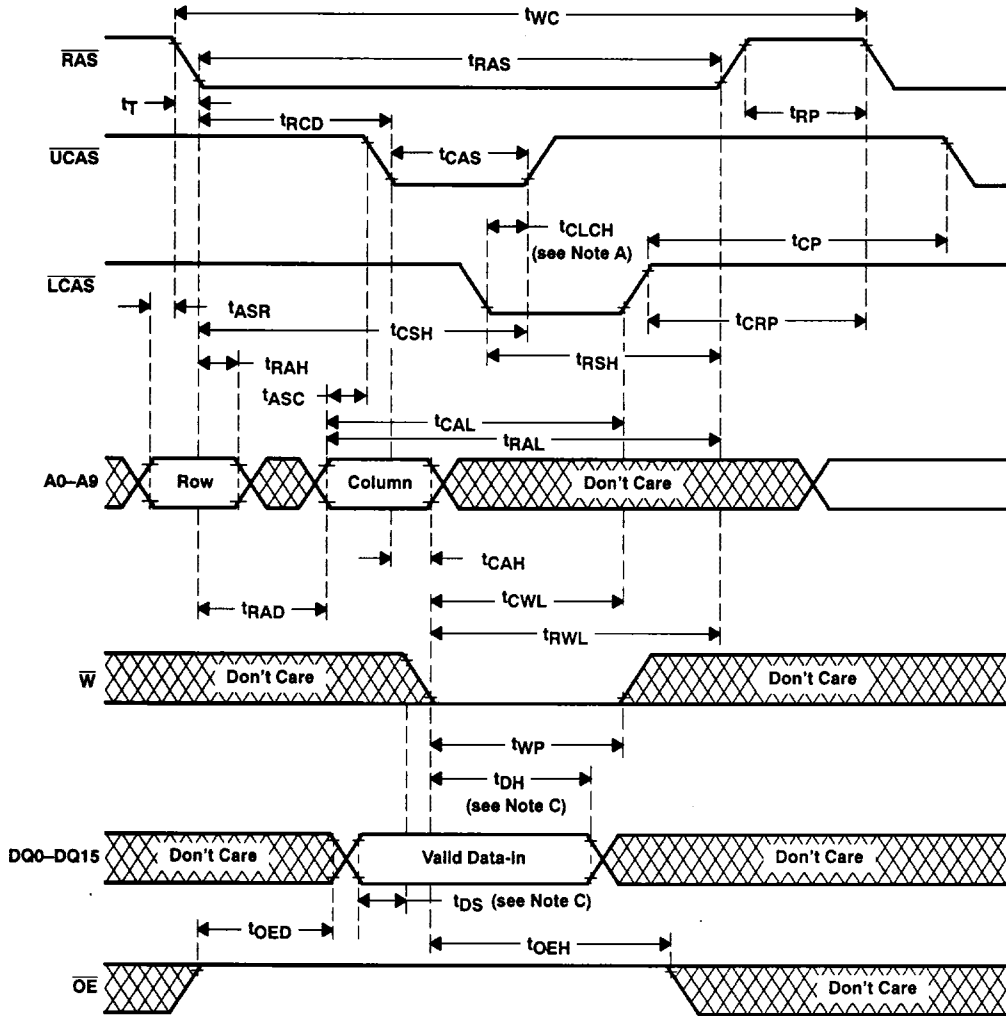 tWC
RAS
tRAS
tT
tRP
tRCD
UCAS
tCAS
tCLCH
(see Note A)
tCP
LCAS
tASR
tCSH
tCRP
tRAH
tRSH
tASC
tCAL
tRAL
A0–A9
Row
Column
Don't Care
tCAH
tRAD
tCWL
tRWL
W
Don't Care
Don't Care
tWP
tDH
(see Note C)
DQ0–DQ15
Don't Care
Valid Data-in
Don't Care
tDS (see Note C)
tOED
tOEH
OE
Don't Care